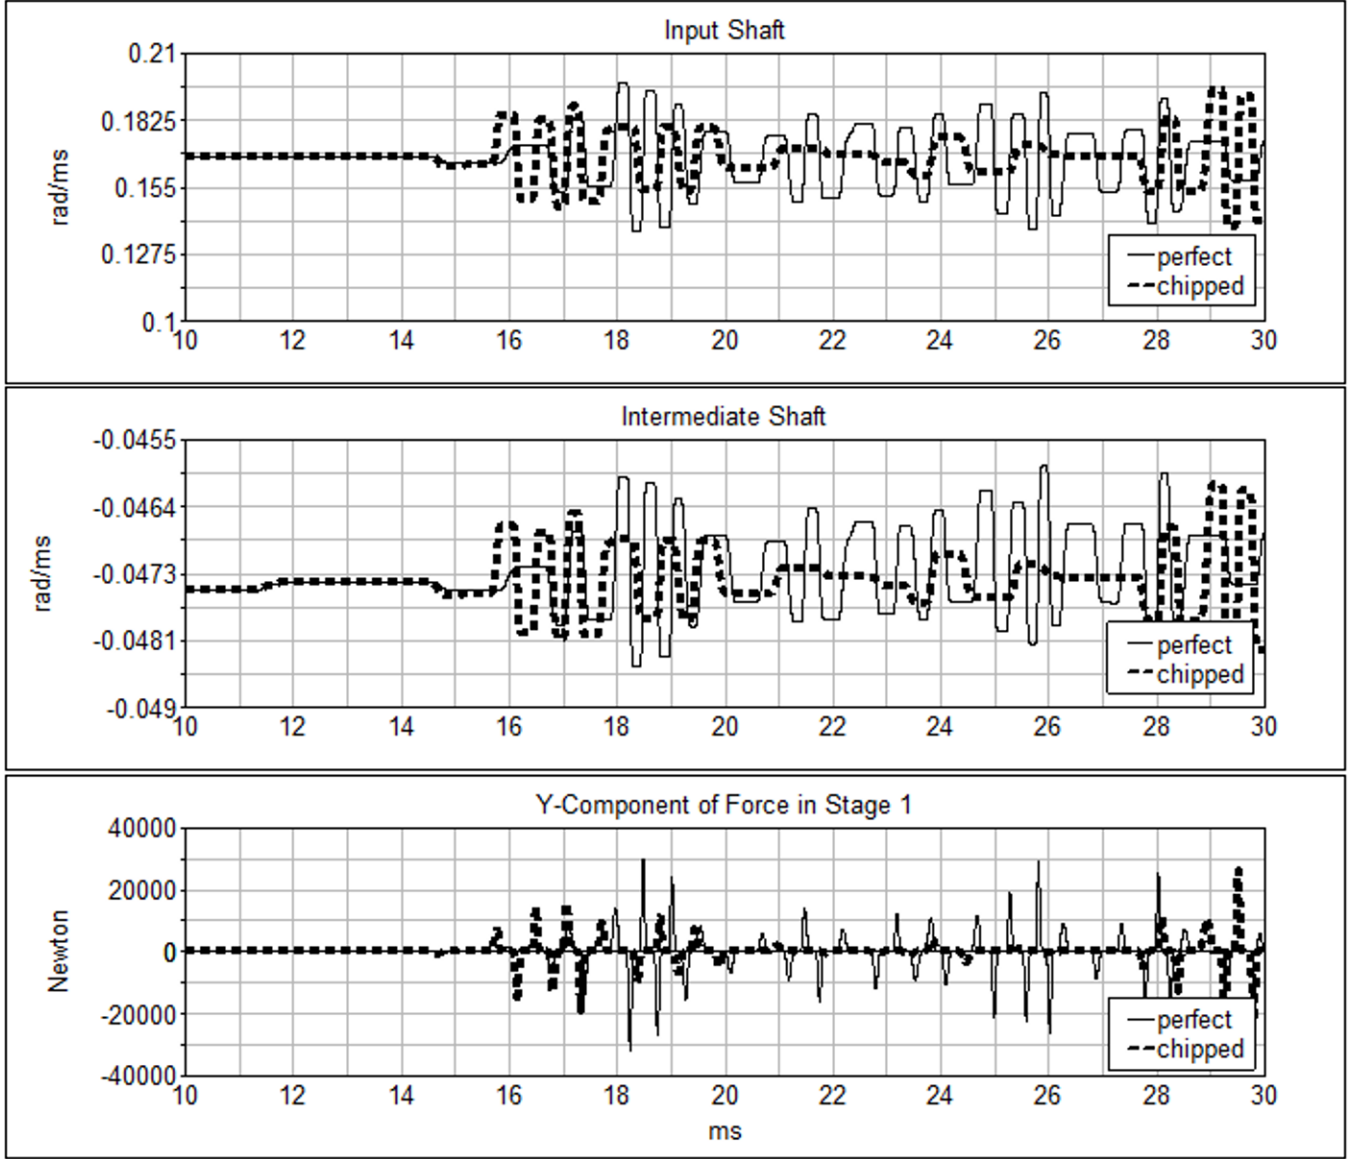 Input Shaft
0.21
0.1825
0.155
0.1275
0.1
rad/ms
perfect
chipped
10 12 14 16 18 20 22 24 26 28 30
Intermediate Shaft
-0.0455
-0.0464
-0.0473
-0.0481
-0.049
rad/ms
perfect
chipped
10 12 14 16 18 20 22 24 26 28 30
Y-Component of Force in Stage 1
40000
20000
0
-20000
-40000
Newton
perfect
chipped
10 12 14 16 18 20 22 24 26 28 30
ms